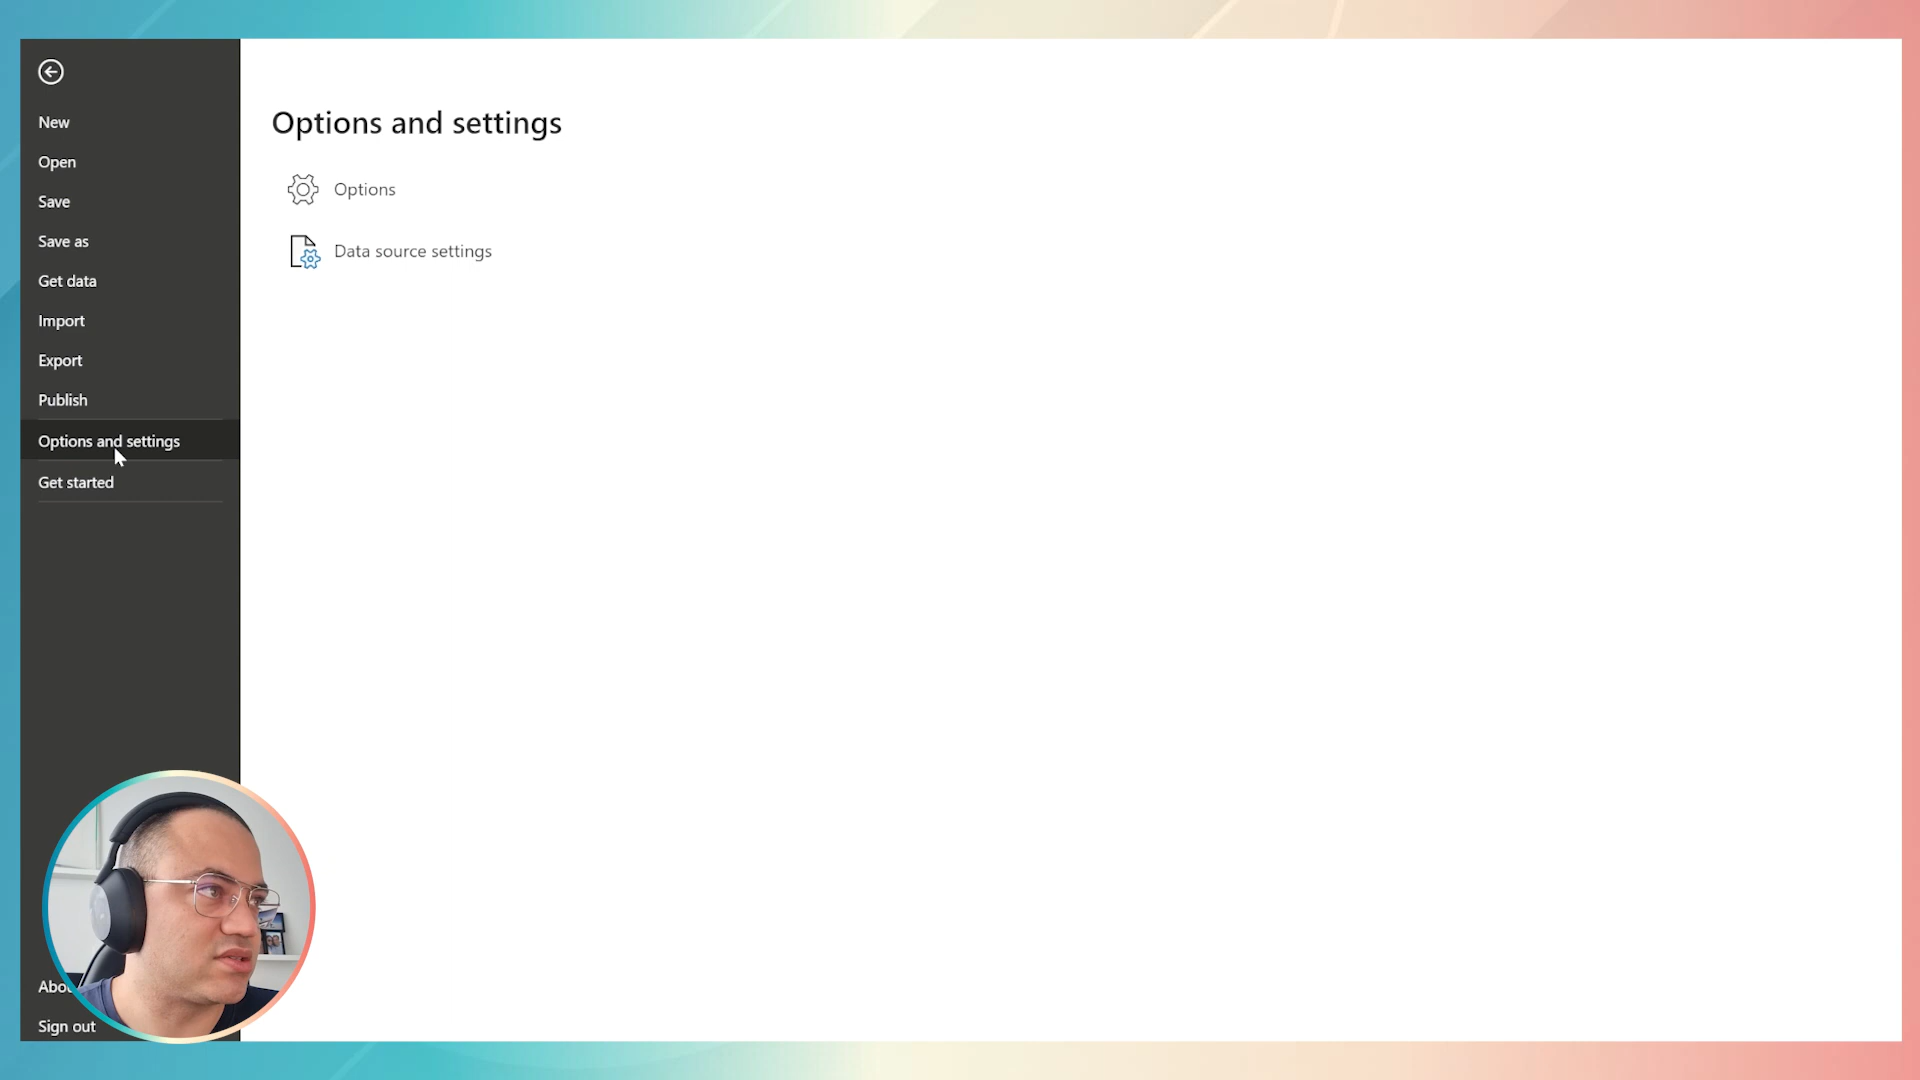 New
Open
Save
Save as
Get data
Import
Export
Publish
Options and settings
Get started
Sign out
Options and settings
Options
Data source settings